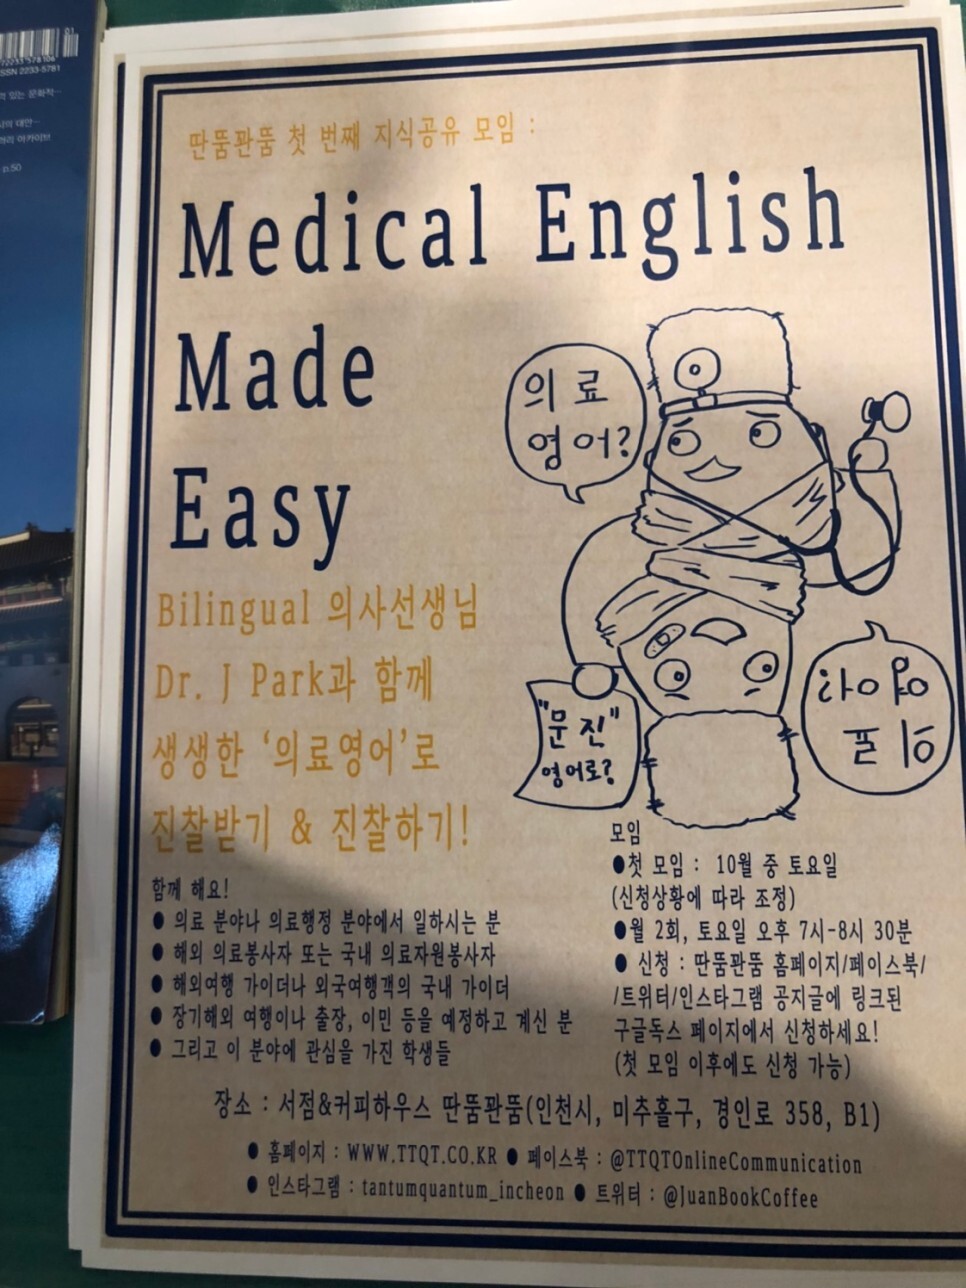 ISSN 2233-5781
p.50
딴뚬꽌뚬 첫 번째 지식공유 모임 :
Medical English
Made
Easy
의료
영어?
"문진"
영어로?
Bilingual 의사선생님
Dr. J Park과 함께
생생한 '의료영어'로
진찰받기 & 진찰하기!
함께 해요!
● 의료 분야나 의료행정 분야에서 일하시는 분
● 해외 의료봉사자 또는 국내 의료자원봉사자
● 해외여행 가이더나 외국여행객의 국내 가이더
● 장기해외 여행이나 출장, 이민 등을 예정하고 계신 분
● 그리고 이 분야에 관심을 가진 학생들
모임
●첫 모임 : 10월 중 토요일
(신청상황에 따라 조정)
●월 2회, 토요일 오후 7시-8시 30분
● 신청 : 딴뚬꽌뚬 홈페이지/페이스북/
/트위터/인스타그램 공지글에 링크된
구글독스 페이지에서 신청하세요!
(첫 모임 이후에도 신청 가능)
장소 : 서점&커피하우스 딴뚬꽌뚬(인천시, 미추홀구, 경인로 358, B1)
● 홈페이지 : WWW.TTQT.CO.KR ● 페이스북 : @TTQTOnlineCommunication
● 인스타그램 : tantumquantum_incheon ● 트위터 : @JuanBookCoffee